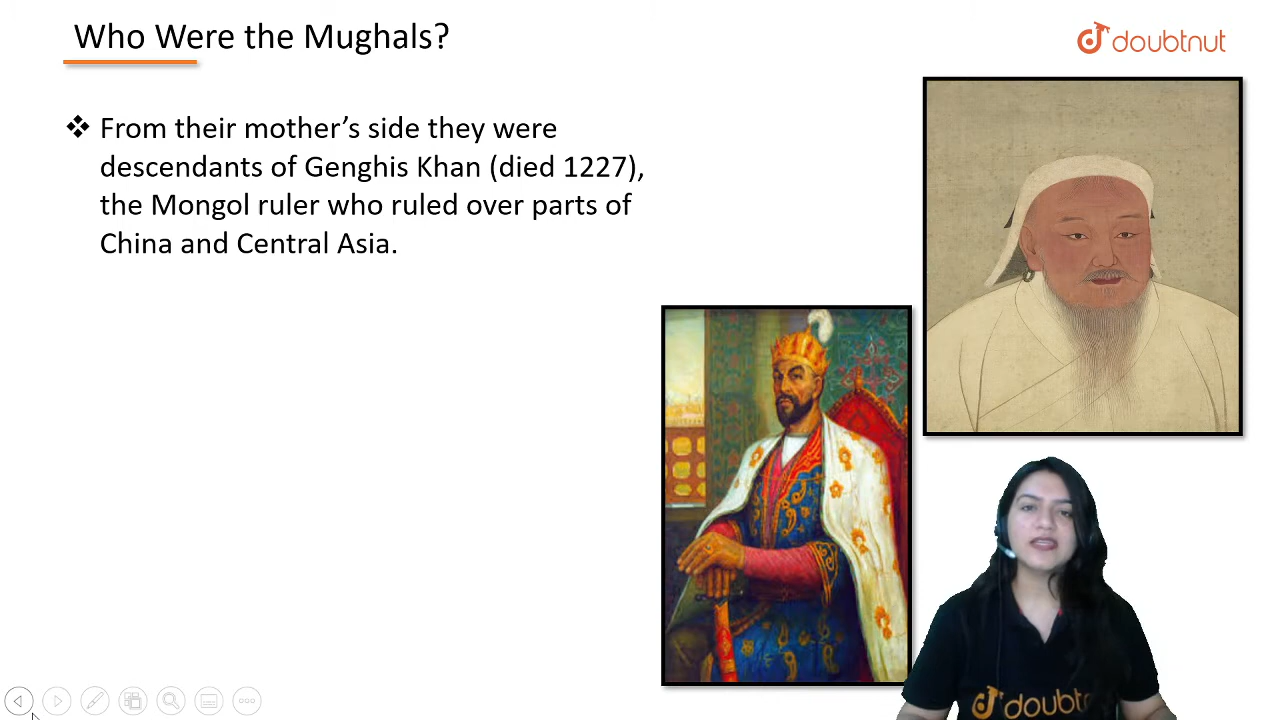 Who Were the Mughals?
doubtnut
❖ From their mother’s side they were
descendants of Genghis Khan (died 1227),
the Mongol ruler who ruled over parts of
China and Central Asia.
doubtn